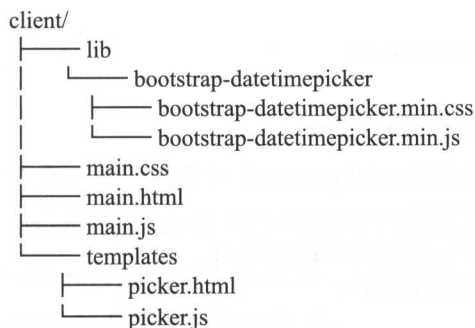 client/
├── lib
│ └── bootstrap-datetimepicker
│ ├── bootstrap-datetimepicker.min.css
│ └── bootstrap-datetimepicker.min.js
├── main.css
├── main.html
├── main.js
└── templates
├── picker.html
└── picker.js